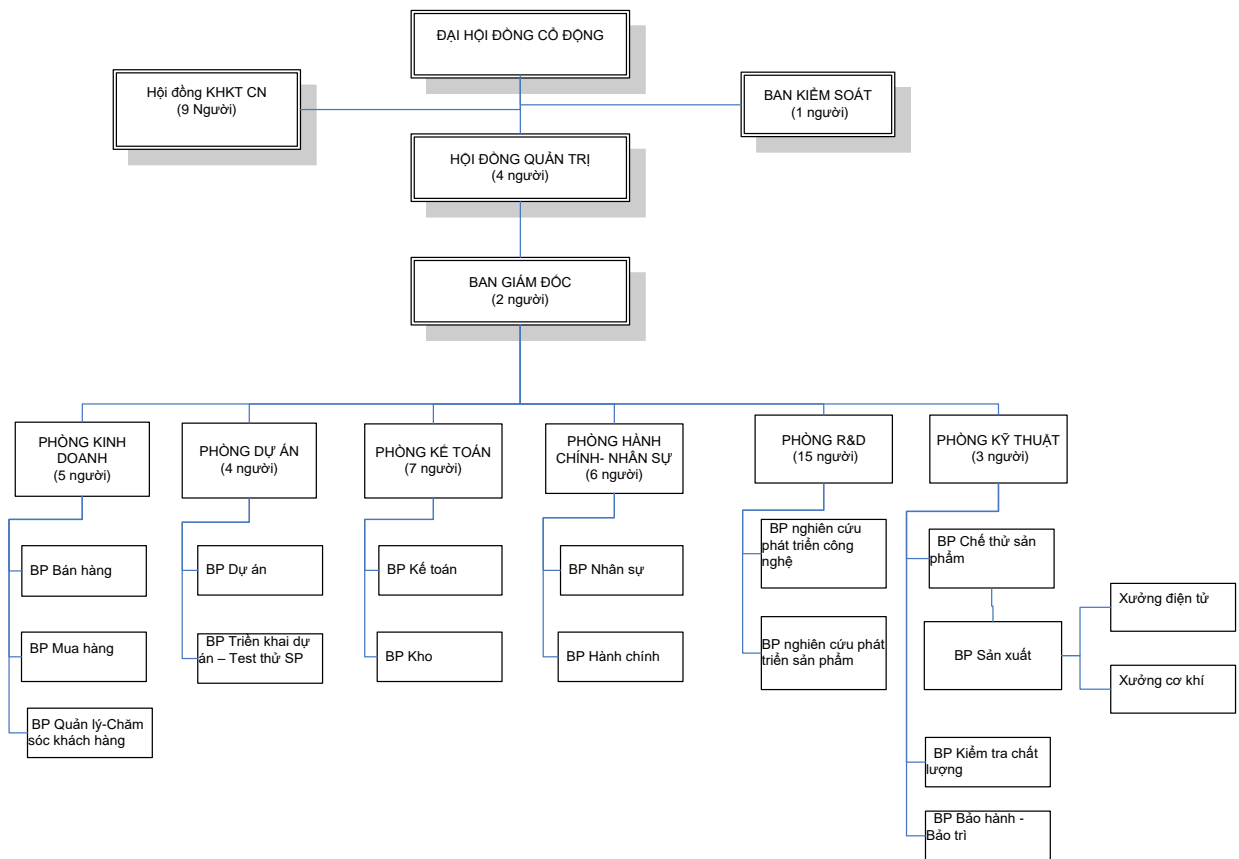 ĐẠI HỘI ĐỒNG CỔ ĐỘNG
Hội đồng KHKT CN
(9 Người)
BAN KIỂM SOÁT
(1 người)
HỘI ĐỒNG QUẢN TRỊ
(4 người)
BAN GIÁM ĐỐC
(2 người)
PHÒNG KINH
DOANH
(5 người)
PHÒNG DỰ ÁN
(4 người)
PHÒNG KẾ TOÁN
(7 người)
PHÒNG HÀNH
CHÍNH- NHÂN SỰ
(6 người)
PHÒNG R&D
(15 người)
PHÒNG KỸ THUẬT
(3 người)
BP Bán hàng
BP Mua hàng
BP Quản lý-Chăm
sóc khách hàng
BP Dự án
BP Triển khai dự
án – Test thử SP
BP Kế toán
BP Kho
BP Nhân sự
BP Hành chính
BP nghiên cứu
phát triển công
nghệ
BP nghiên cứu phát
triển sản phẩm
BP Chế thử sản
phẩm
BP Sản xuất
Xưởng điện tử
Xưởng cơ khí
BP Kiểm tra chất
lượng
BP Bảo hành -
Bảo trì